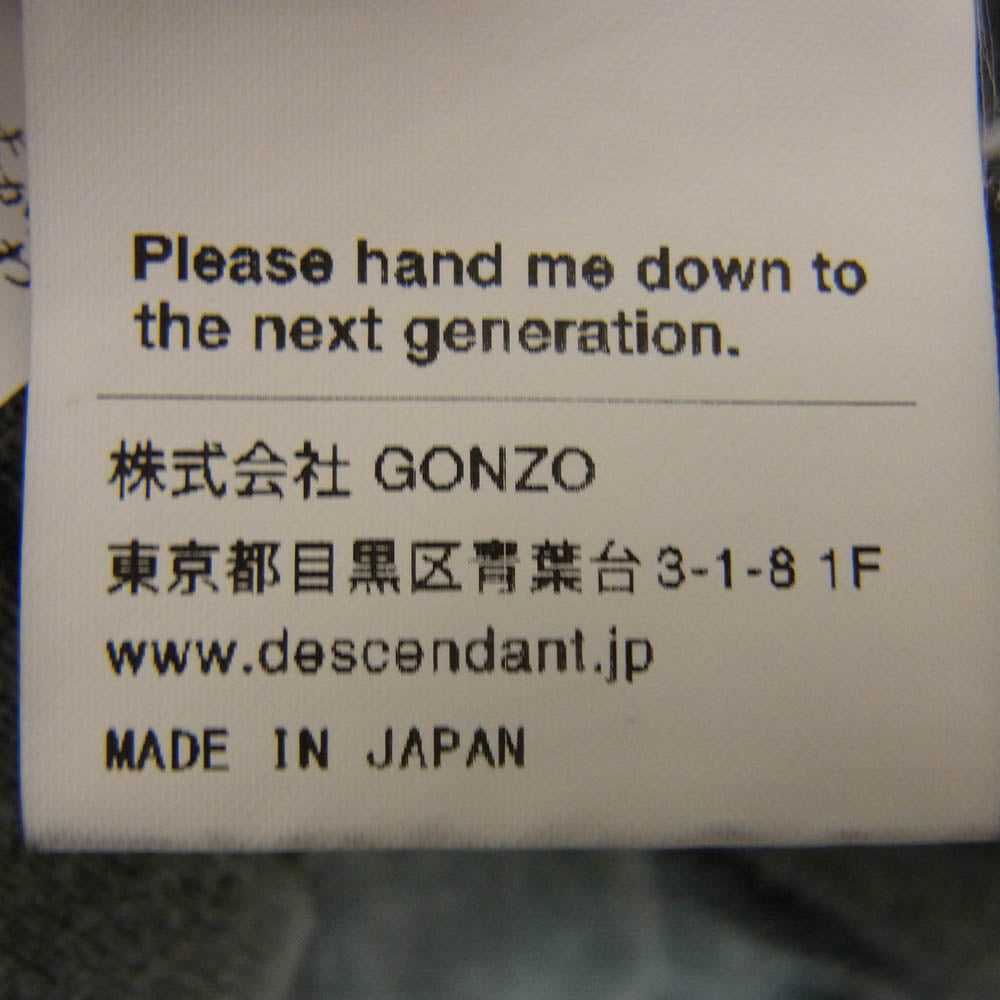 Please hand me down to
the next generation.
株式会社 GONZO
東京都目黒区青葉台3-1-8 1F
www.descendant.jp
MADE IN JAPAN